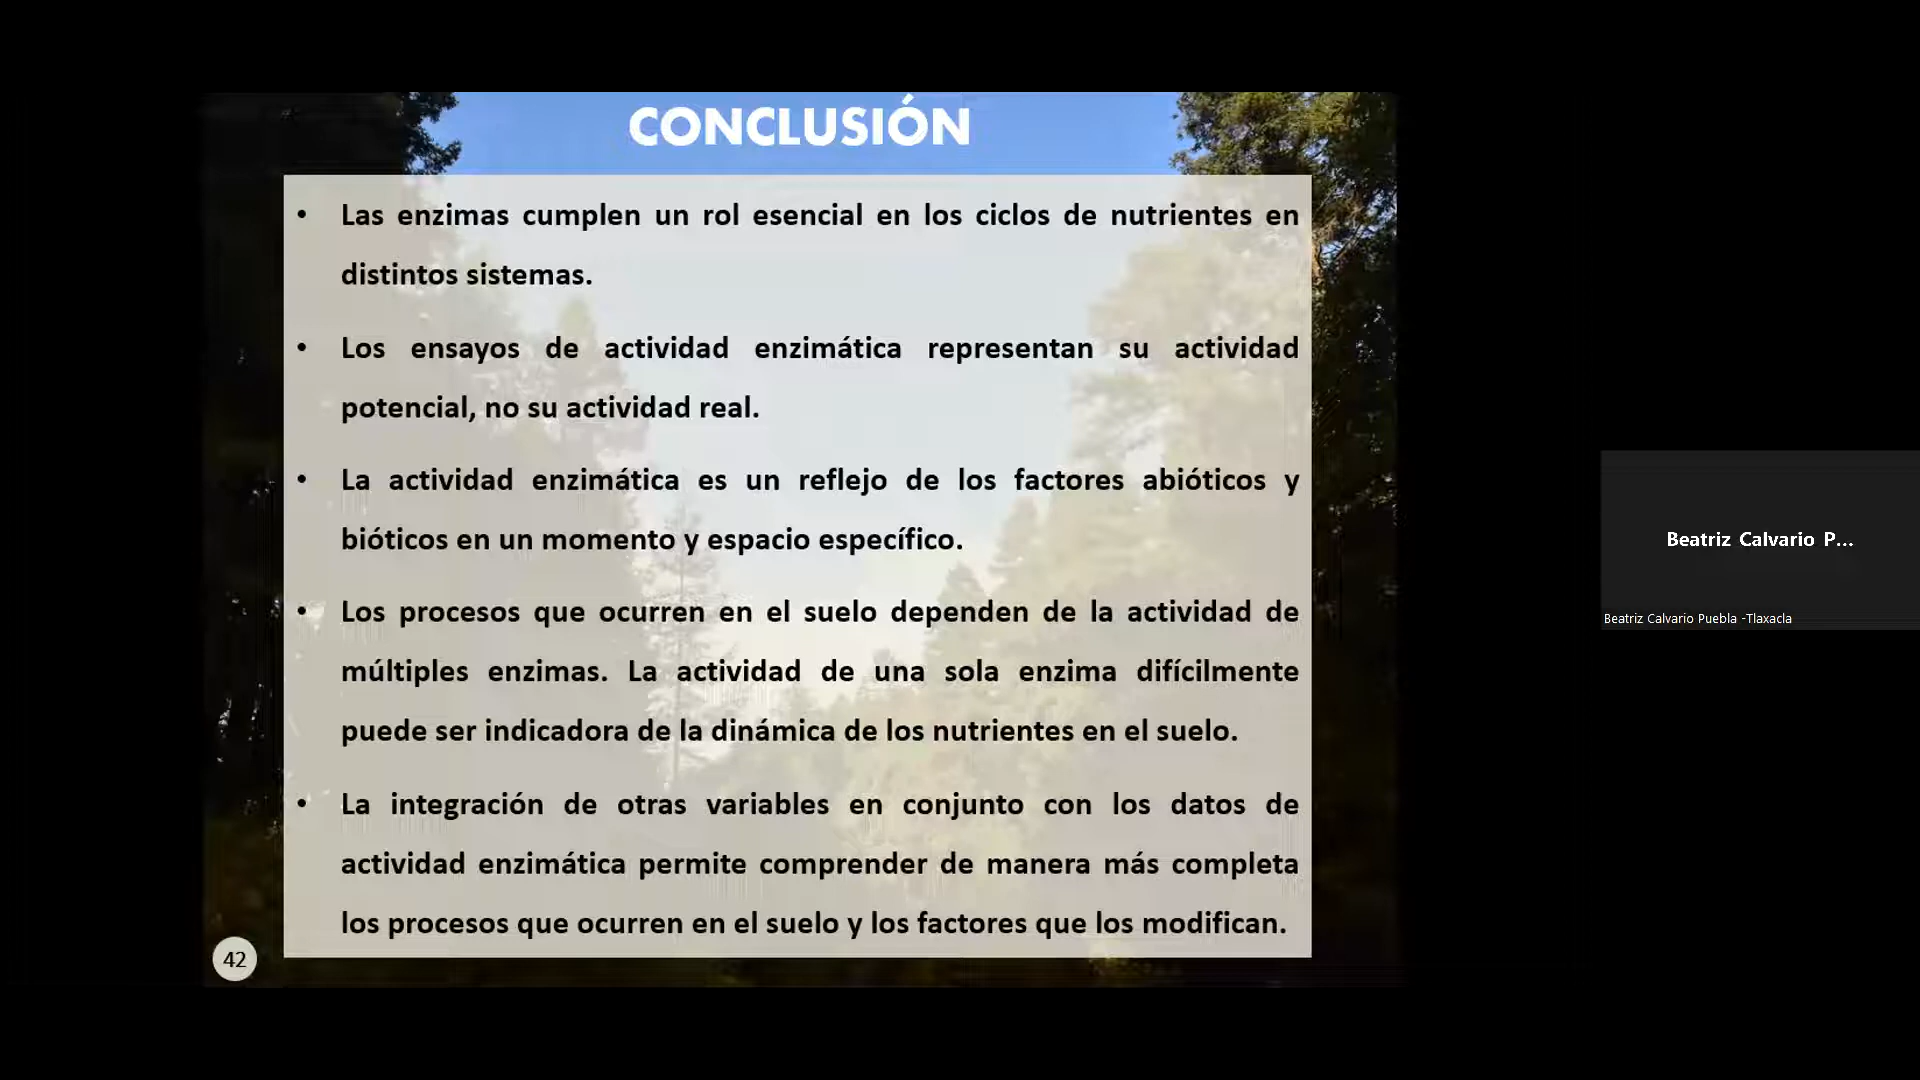 CONCLUSIÓN
• Las enzimas cumplen un rol esencial en los ciclos de nutrientes en
distintos sistemas.
• Los ensayos de actividad enzimática representan su actividad
potencial, no su actividad real.
• La actividad enzimática es un reflejo de los factores abióticos y
bióticos en un momento y espacio específico.
• Los procesos que ocurren en el suelo dependen de la actividad de
múltiples enzimas. La actividad de una sola enzima difícilmente
puede ser indicadora de la dinámica de los nutrientes en el suelo.
• La integración de otras variables en conjunto con los datos de
actividad enzimática permite comprender de manera más completa
los procesos que ocurren en el suelo y los factores que los modifican.
42
Beatriz Calvario P...
Beatriz Calvario Puebla -Tlaxacla